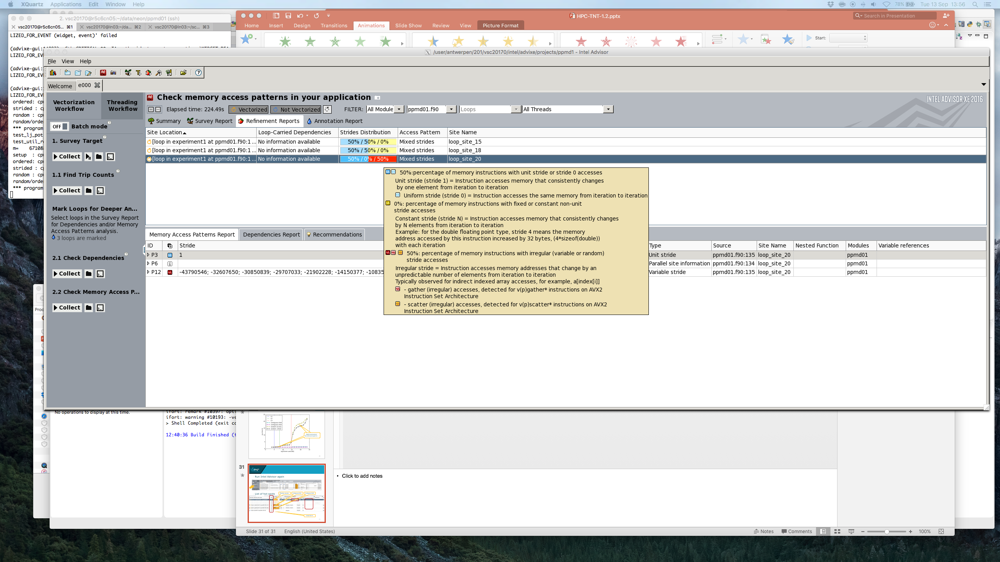 XQuartz Applications Edit Window Help
78% Tue 13 Sep 13:56
2. vsc20170@r5c6cn05:~/data/neon/ppmd01 (ssh)
vsc20170@r5c6cn05... ⌘1 vsc20170@ln03:~/da... ⌘2 vsc20170@ln03:~/sc... ⌘3
LIZED_FOR_EVENT (widget, event)' failed
LIZED_FOR_EV
(advixe-gui:
LIZED_FOR_EV
(advixe-gui:
LIZED_FOR_EV
ordered: cp
strided : cp
random : cp
random/orde
*** program
test_lj_pot
test_util_r
m= 67108
setup : cp
ordered: cp
strided : cp
random : cp
random/orde
*** program
HPC-TNT-1.2.pptx
Search in Presentation
Home Insert Design Transitions Animations Slide Show Review View Picture Format
Start:
/user/antwerpen/201/vsc20170/intel/advixe/projects/ppmd1 - Intel Advisor
File View Help
Welcome e000
Vectorization Workflow
Threading Workflow
OFF Batch mode
1. Survey Target
Collect
1.1 Find Trip Counts
Collect
Mark Loops for Deeper An...
Select loops in the Survey Report
for Dependencies and/or Memory
Access Patterns analysis.
3 loops are marked
2.1 Check Dependencies
Collect
2.2 Check Memory Access P...
Collect
Check memory access patterns in your application
INTEL ADVISOR XE 2016
Elapsed time: 224.49s Vectorized Not Vectorized FILTER: All Module ppmd01.f90 Loops All Threads
Summary Survey Report Refinement Reports Annotation Report
Site Location Loop-Carried Dependencies Strides Distribution Access Pattern Site Name
[loop in experiment1 at ppmd01.f90:1 ... No information available 50% / 50% / 0% Mixed strides loop_site_15
[loop in experiment1 at ppmd01.f90:1 ... No information available 50% / 50% / 0% Mixed strides loop_site_18
[loop in experiment1 at ppmd01.f90:1 ... No information available 50% / 0% / 50% Mixed strides loop_site_20
50%:percentage of memory instructions with unit stride or stride 0 accesses
Unit stride (stride 1) = Instruction accesses memory that consistently changes
by one element from iteration to iteration
Uniform stride (stride 0) = Instruction accesses the same memory from iteration to iteration
0%: percentage of memory instructions with fixed or constant non-unit
stride accesses
Constant stride (stride N) = Instruction accesses memory that consistently changes
by N elements from iteration to iteration
Example: for the double floating point type, stride 4 means the memory
address accessed by this instruction increased by 32 bytes, (4*sizeof(double))
with each iteration
50%: percentage of memory instructions with irregular (variable or random)
stride accesses
Irregular stride = Instruction accesses memory addresses that change by an
unpredictable number of elements from iteration to iteration
Typically observed for indirect indexed array accesses, for example, a[index[i]]
- gather (irregular) accesses, detected for v(p)gather* instructions on AVX2
Instruction Set Architecture
- scatter (irregular) accesses, detected for v(p)scatter* instructions on AVX2
Instruction Set Architecture
Memory Access Patterns Report Dependencies Report Recommendations
ID Stride Type Source Site Name Nested Function Modules Variable references
P3 1 Unit stride ppmd01.f90:135 loop_site_20 ppmd01
P6 Parallel site information ppmd01.f90:134 loop_site_20 ppmd01
P12 -43790546; -32607650; -30850839; -29707033; -21902228; -14150377; -10835 Variable stride ppmd01.f90:135 loop_site_20 ppmd01
Proc
No operations to display at this time.
ifort: remark #10397: opti
ifort: warning #10193: -ve
> Shell Completed (exit co
12:40:36 Build Finished (t
31
Run Intel Advisor again
List of hot spots
Click to add notes
Slide 31 of 31 English (United States)
Notes Comments 100%